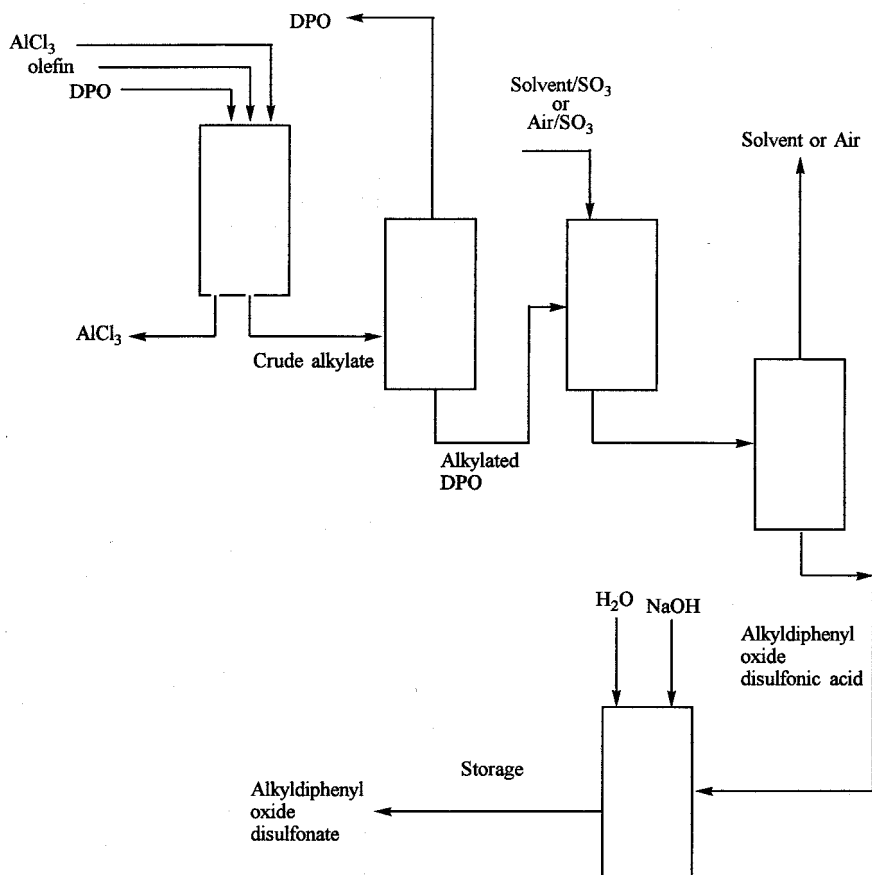 DPO
AlCl₃
olefin
DPO
Solvent/SO₃
or
Air/SO₃
Solvent or Air
AlCl₃
Crude alkylate
Alkylated
DPO
H₂O
NaOH
Alkyldiphenyl
oxide
disulfonic acid
Storage
Alkyldiphenyl
oxide
disulfonate